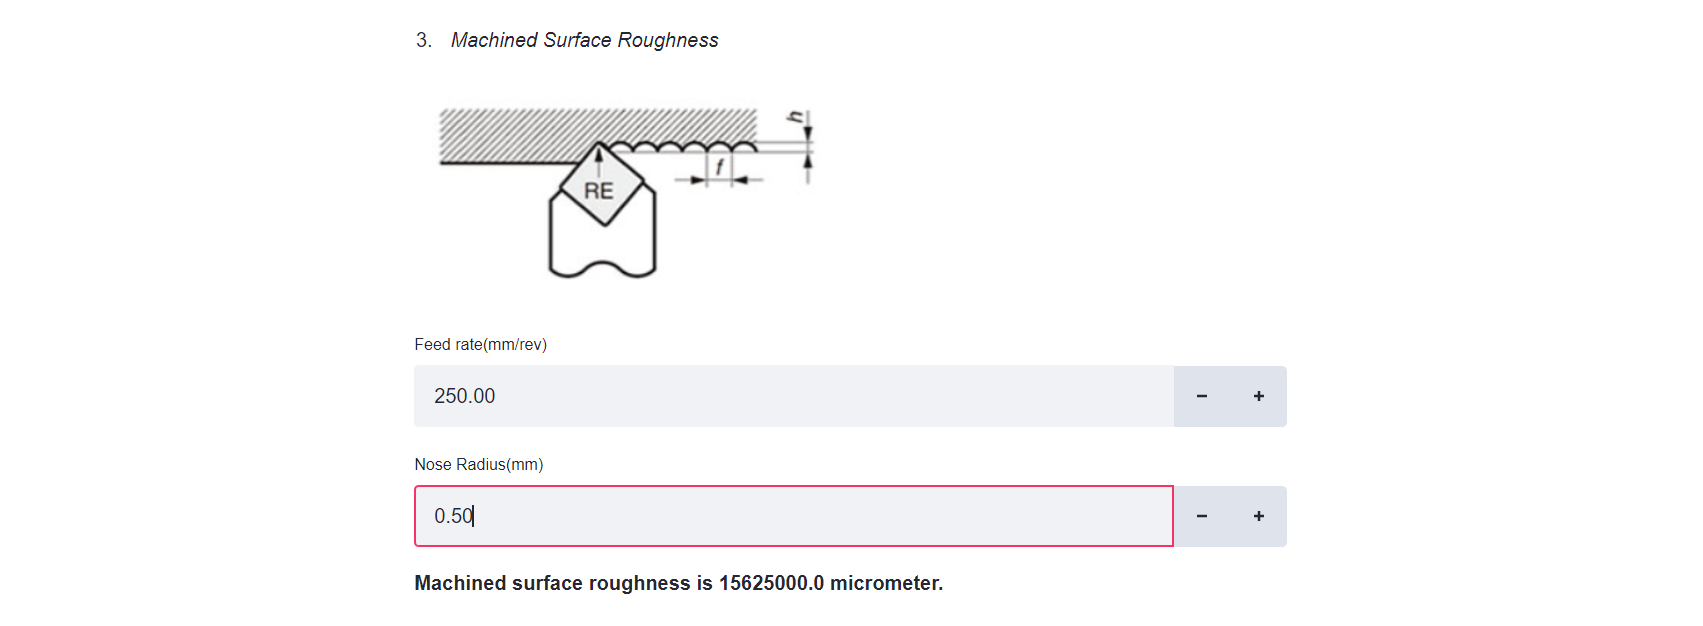 3. Machined Surface Roughness
h
f
RE
Feed rate(mm/rev)
250.00 - +
Nose Radius(mm)
0.50 - +
Machined surface roughness is 15625000.0 micrometer.